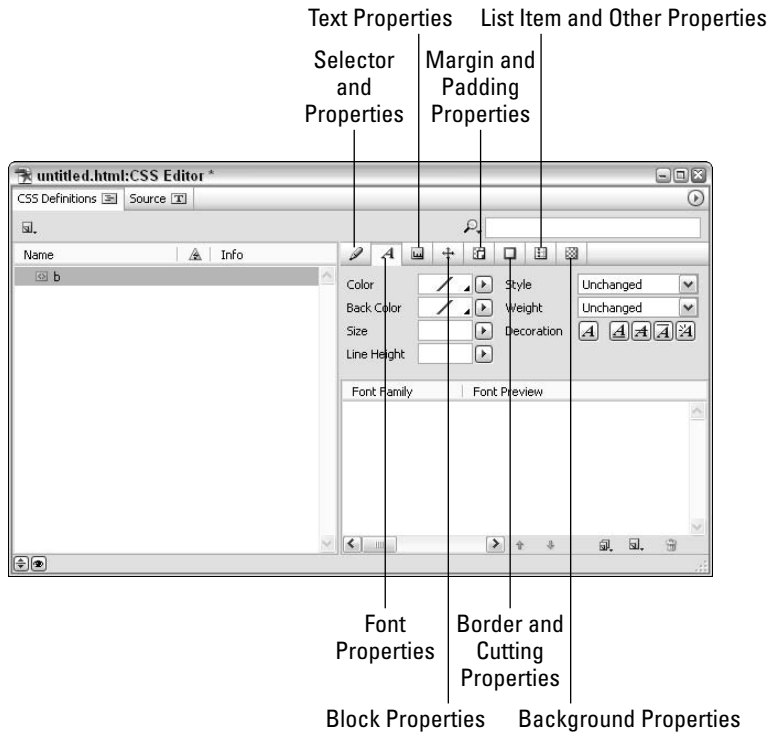 Text Properties
List Item and Other Properties
Selector
and
Properties
Margin and
Padding
Properties
untitled.html:CSS Editor *
CSS Definitions
Source
Name
Info
b
Color
Style
Unchanged
Back Color
Weight
Unchanged
Size
Decoration
Line Height
Font Family
Font Preview
Font
Properties
Border and
Cutting
Properties
Block Properties
Background Properties